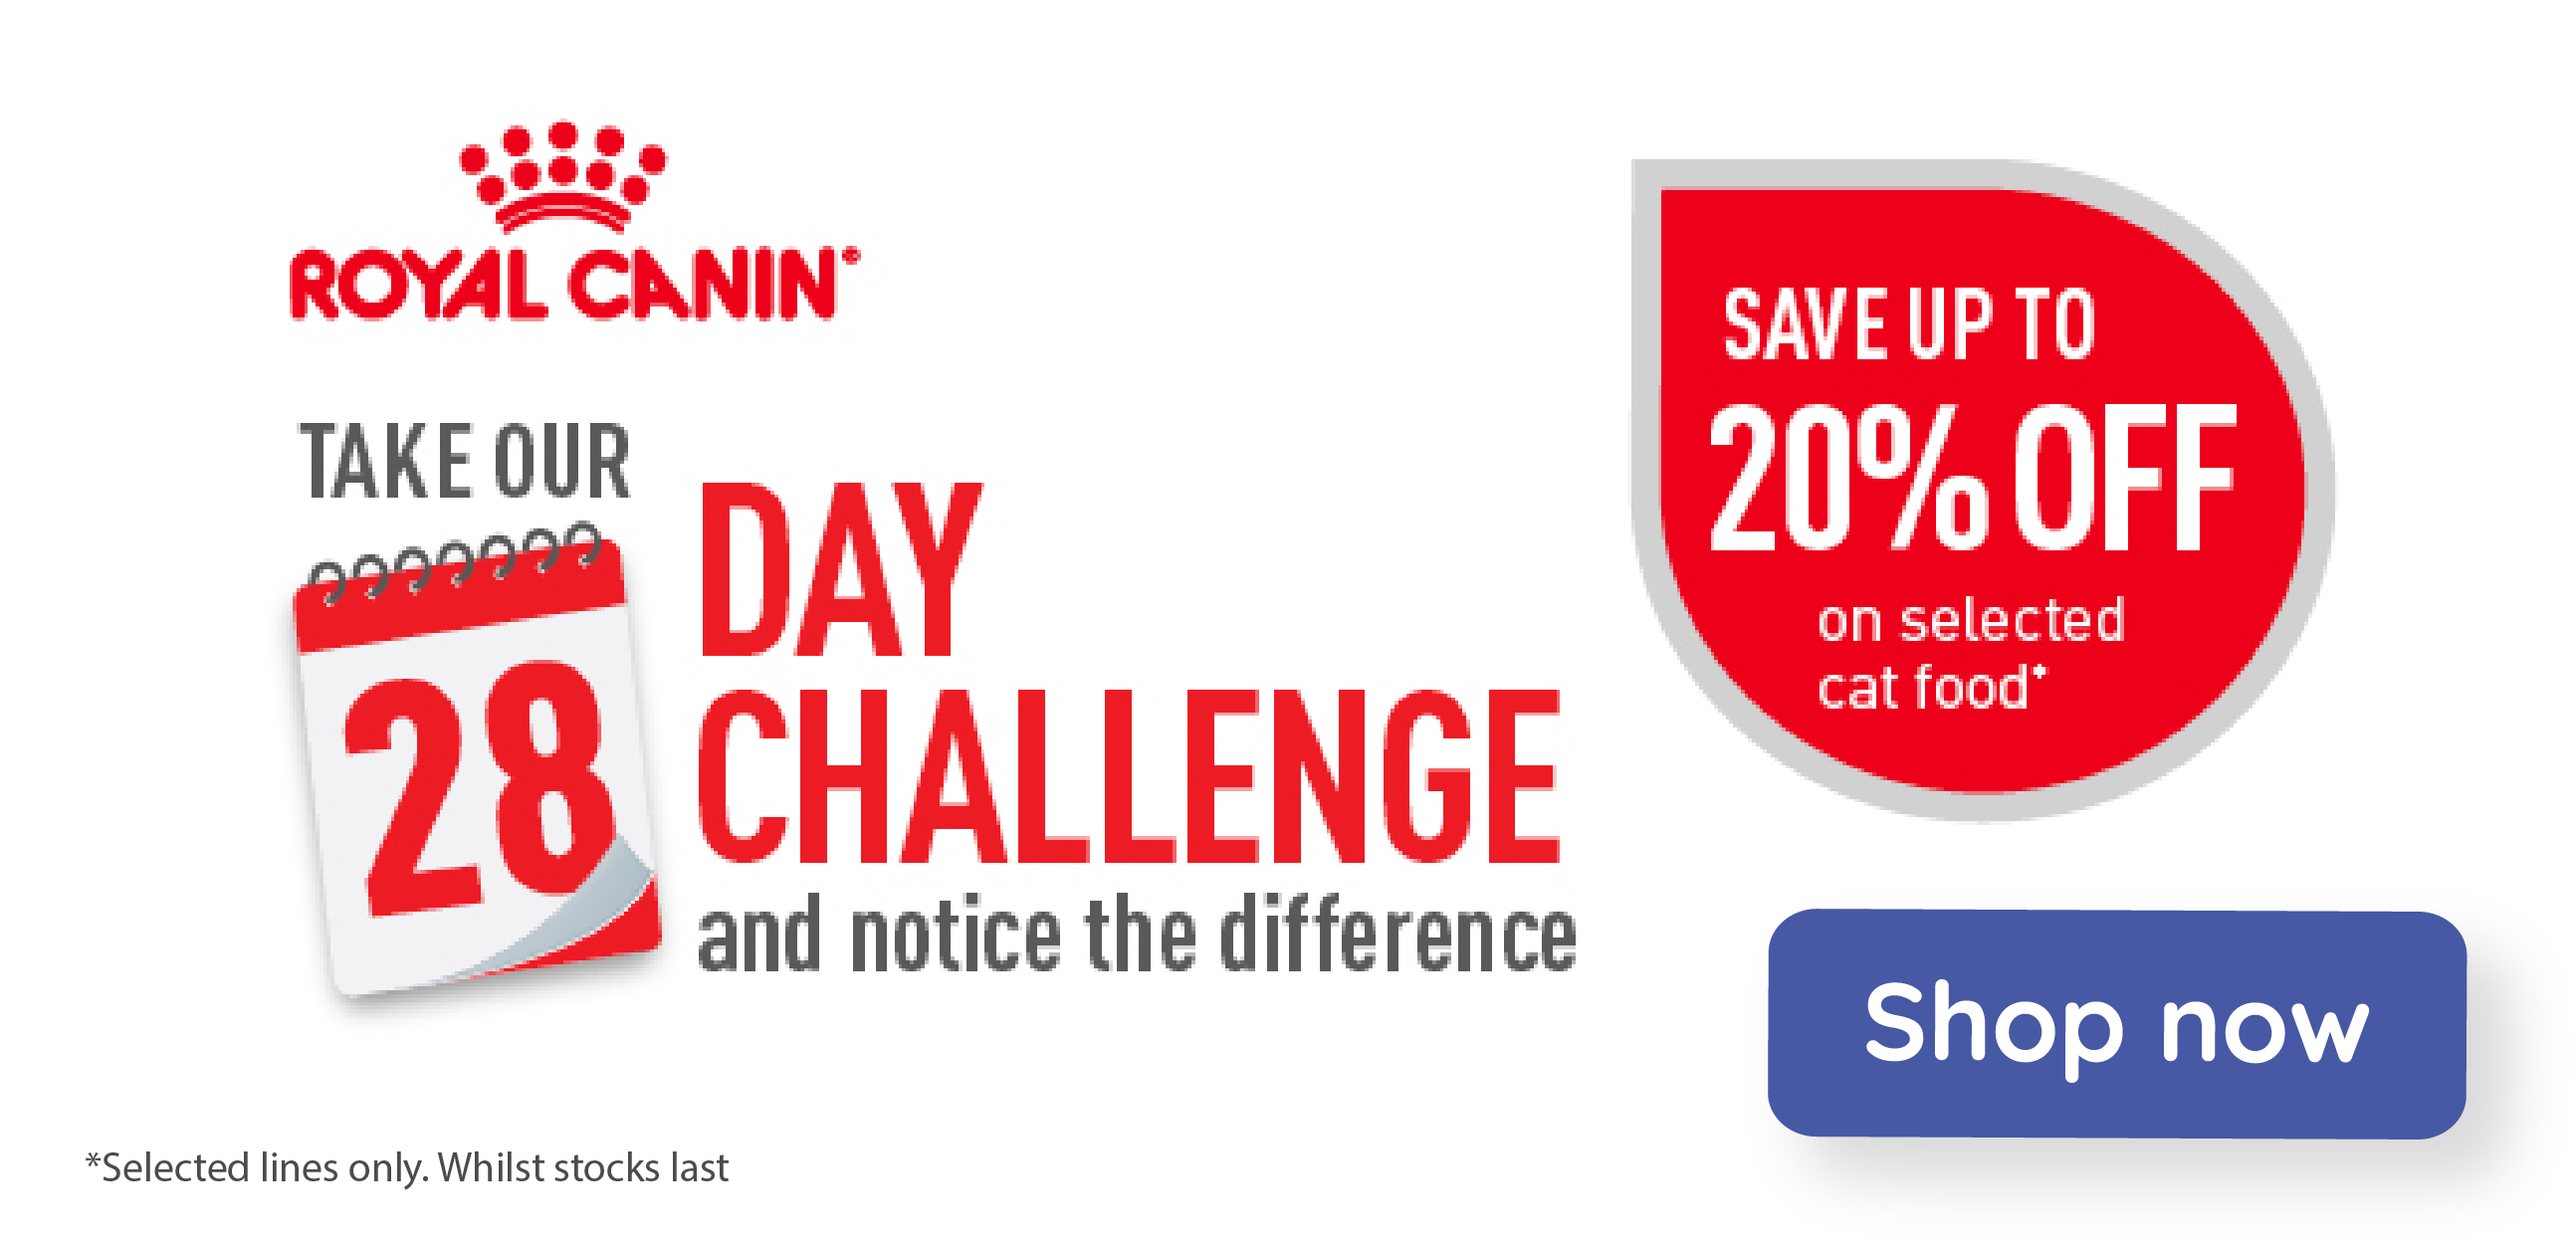 ROYAL CANIN®
TAKE OUR
28
DAY
CHALLENGE
and notice the difference
SAVE UP TO
20% OFF
on selected
cat food*
Shop now
*Selected lines only. Whilst stocks last